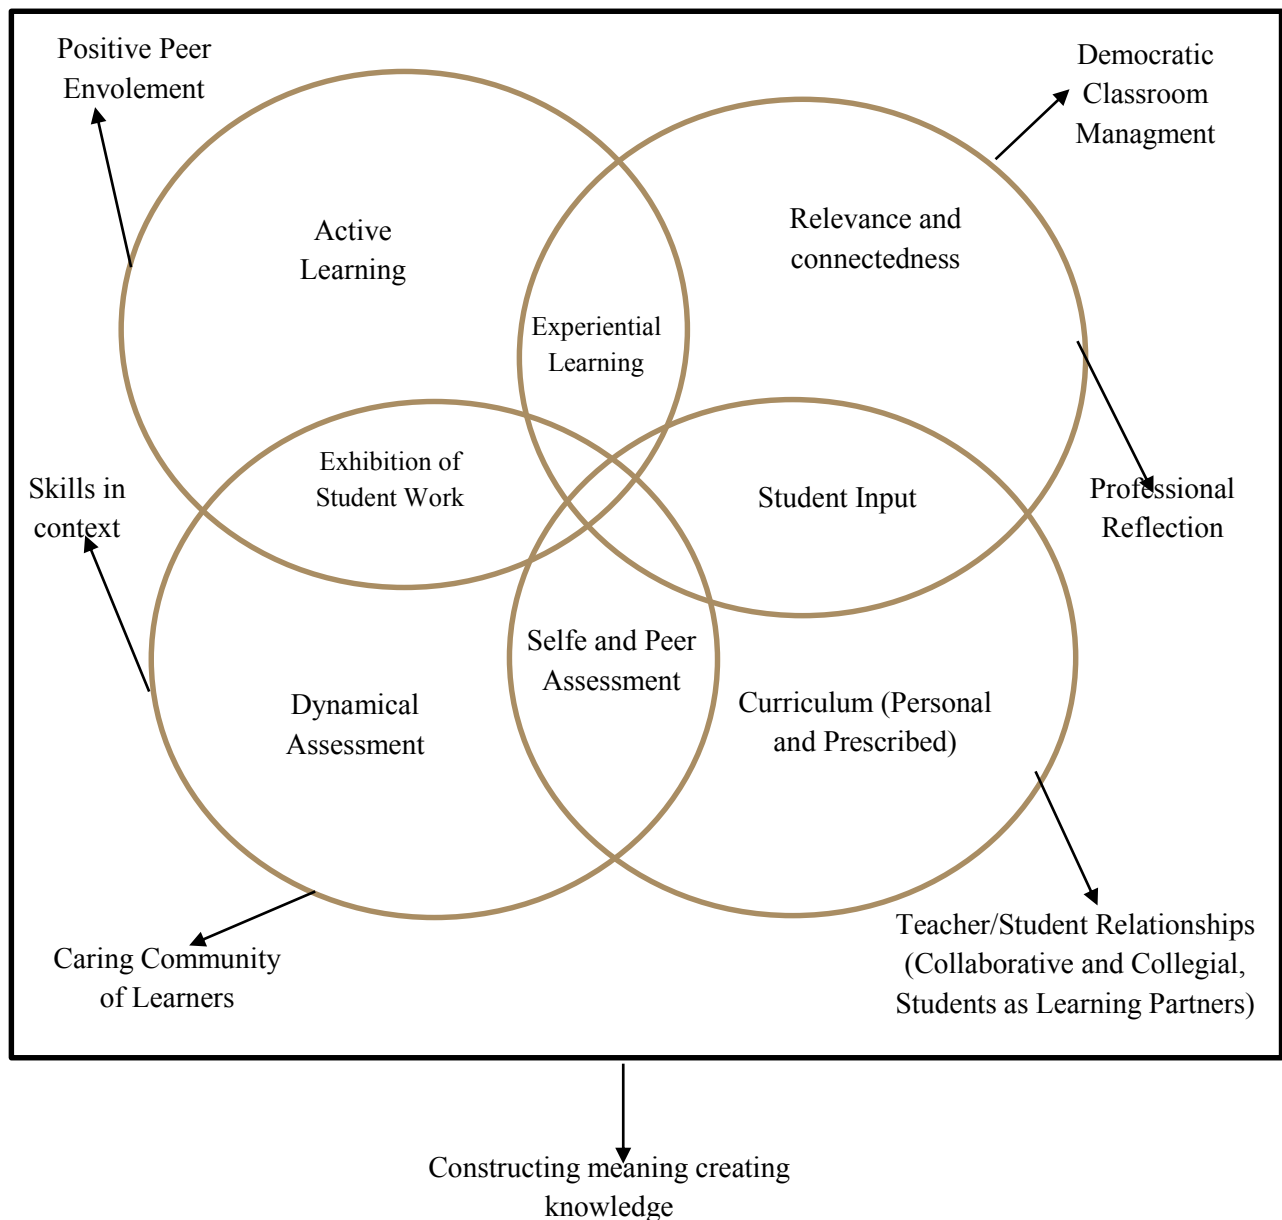 Positive Peer
Envolement
Democratic
Classroom
Managment
Active
Learning
Relevance and
connectedness
Experiential
Learning
Exhibition of
Student Work
Student Input
Skills in
context
Professional
Reflection
Selfe and Peer
Assessment
Dynamical
Assessment
Curriculum (Personal
and Prescribed)
Caring Community
of Learners
Teacher/Student Relationships
(Collaborative and Collegial,
Students as Learning Partners)
Constructing meaning creating
knowledge